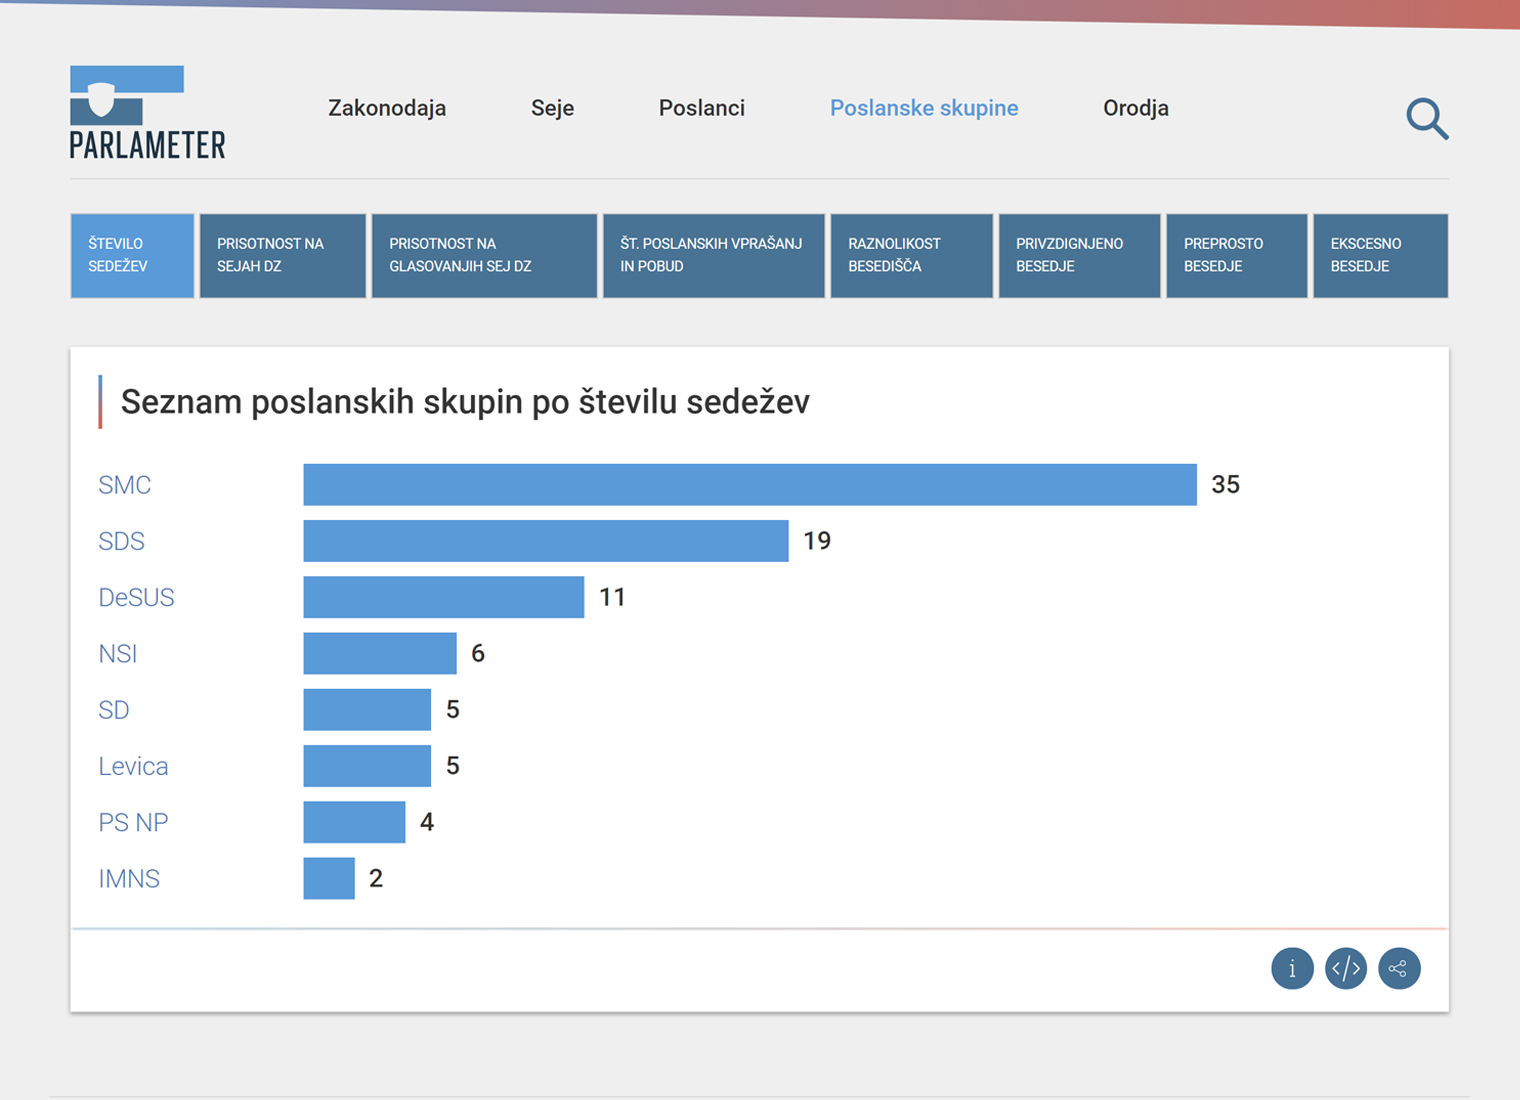 PARLAMETER
Zakonodaja
Seje
Poslanci
Poslanske skupine
Orodja
ŠTEVILO
SEDEŽEV
PRISOTNOST NA
SEJAH DZ
PRISOTNOST NA
GLASOVANJIH SEJ DZ
ŠT. POSLANSKIH VPRAŠANJ
IN POBUD
RAZNOLIKOST
BESEDIŠČA
PRIVZDIGNJENO
BESEDJE
PREPROSTO
BESEDJE
EKSCESNO
BESEDJE
Seznam poslanskih skupin po številu sedežev
SMC 35
SDS 19
DeSUS 11
NSI 6
SD 5
Levica 5
PS NP 4
IMNS 2
i </>